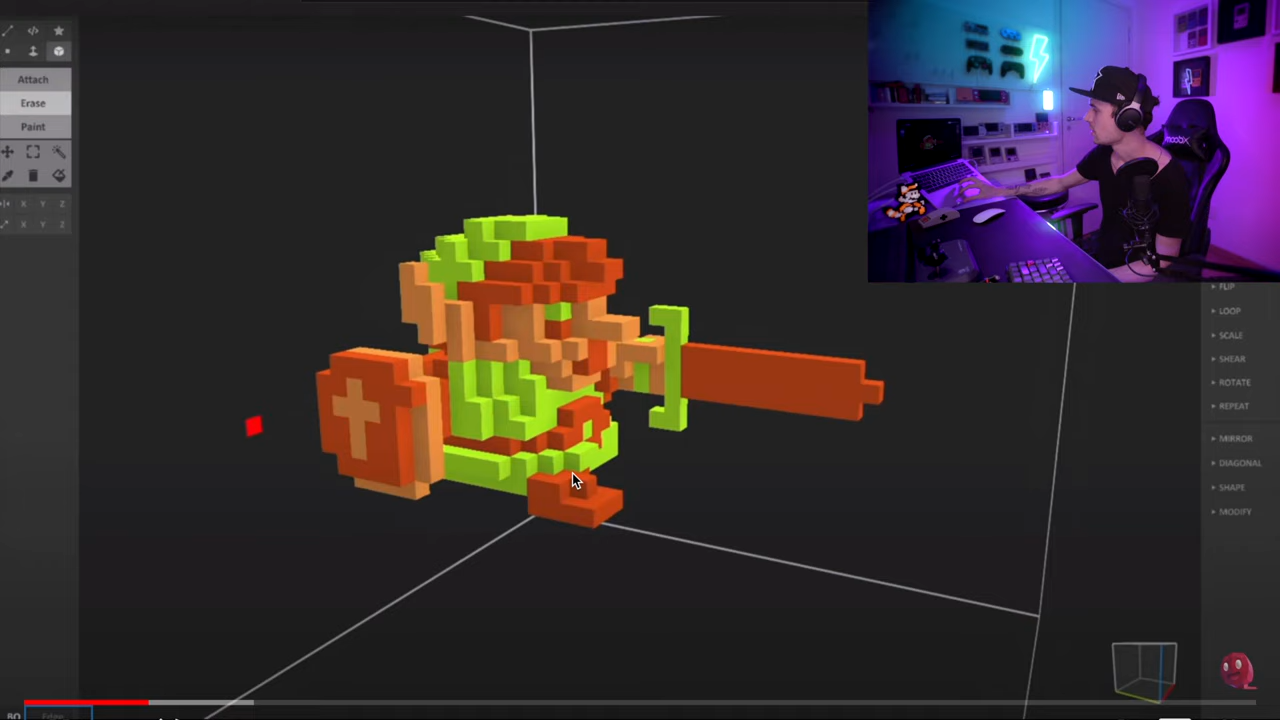 Attach
Erase
Paint
X Y Z
X Y Z
FLIP
LOOP
SCALE
SHEAR
ROTATE
REPEAT
MIRROR
DIAGONAL
SHAPE
MODIFY